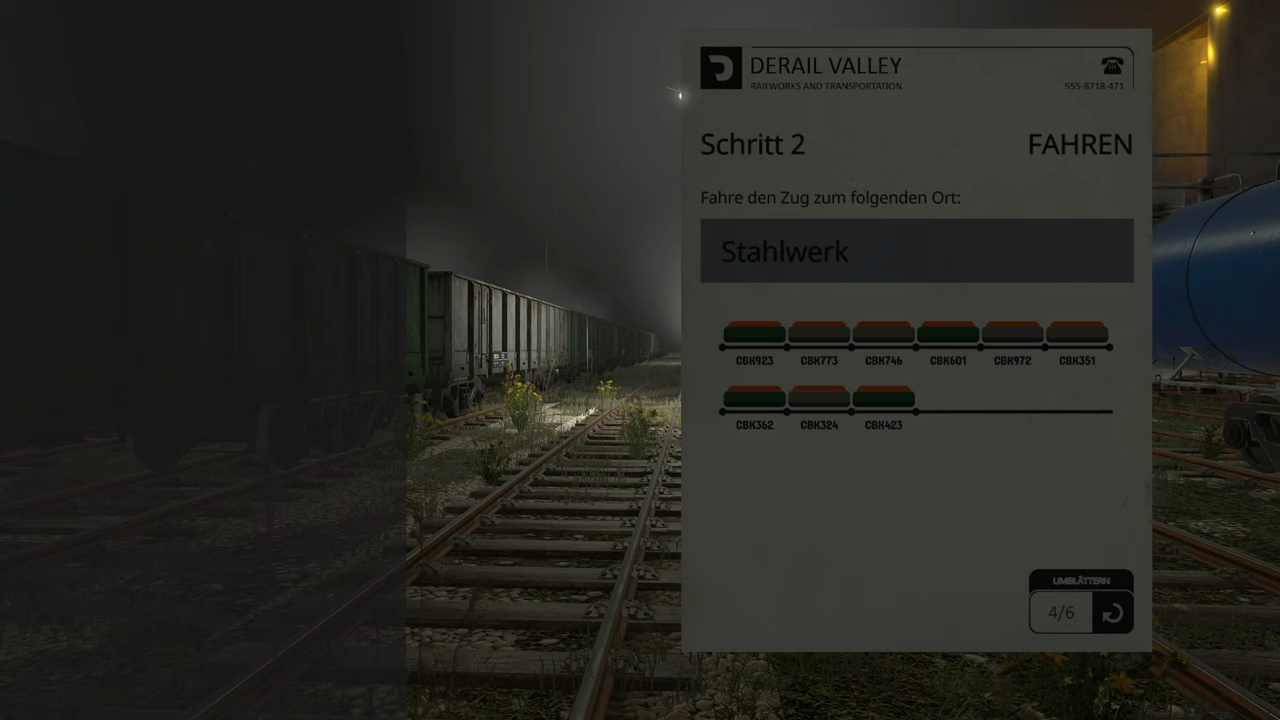 DERAIL VALLEY
RAILWORKS AND TRANSPORTATION
555-8718-471
Schritt 2
FAHREN
Fahre den Zug zum folgenden Ort:
Stahlwerk
CBK923 CBK773 CBK746 CBK601 CBK972 CBK351
CBK362 CBK324 CBK423
UMBLÄTTERN
4/6